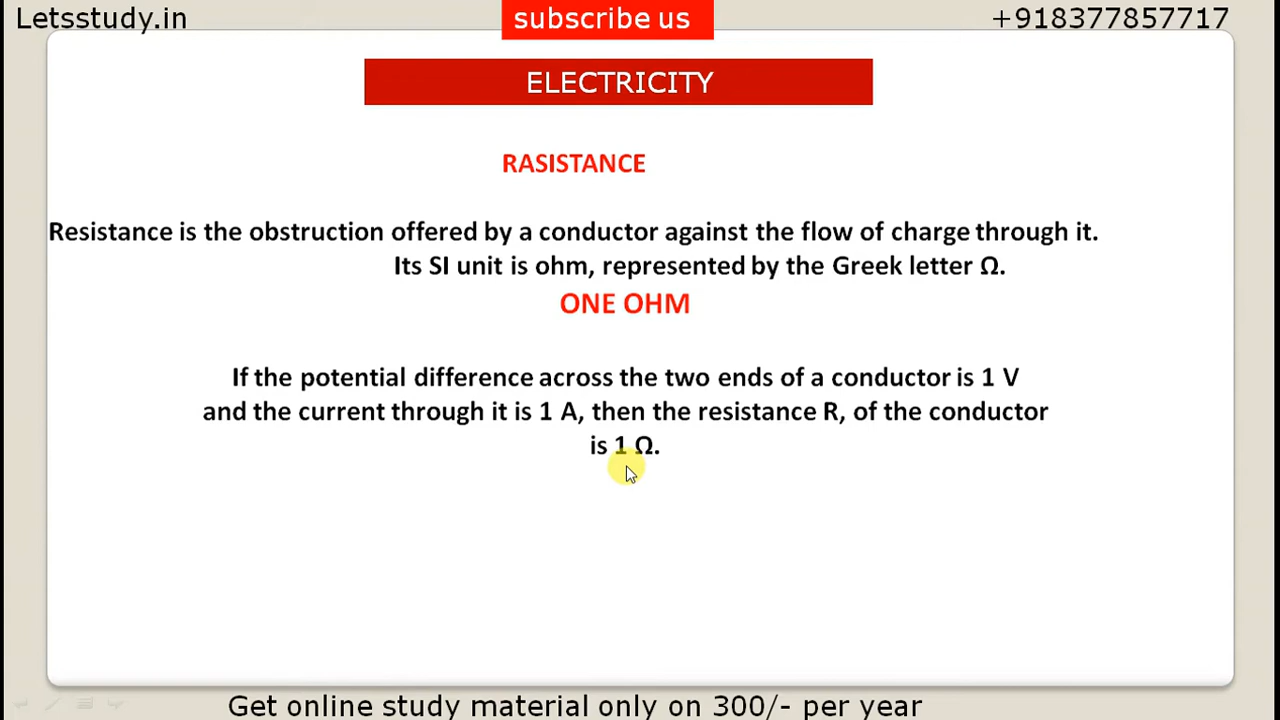 Letsstudy.in
subscribe us
+918377857717
ELECTRICITY
RASISTANCE
Resistance is the obstruction offered by a conductor against the flow of charge through it.
Its SI unit is ohm, represented by the Greek letter Ω.
ONE OHM
If the potential difference across the two ends of a conductor is 1 V
and the current through it is 1 A, then the resistance R, of the conductor
is 1 Ω.
Get online study material only on 300/- per year